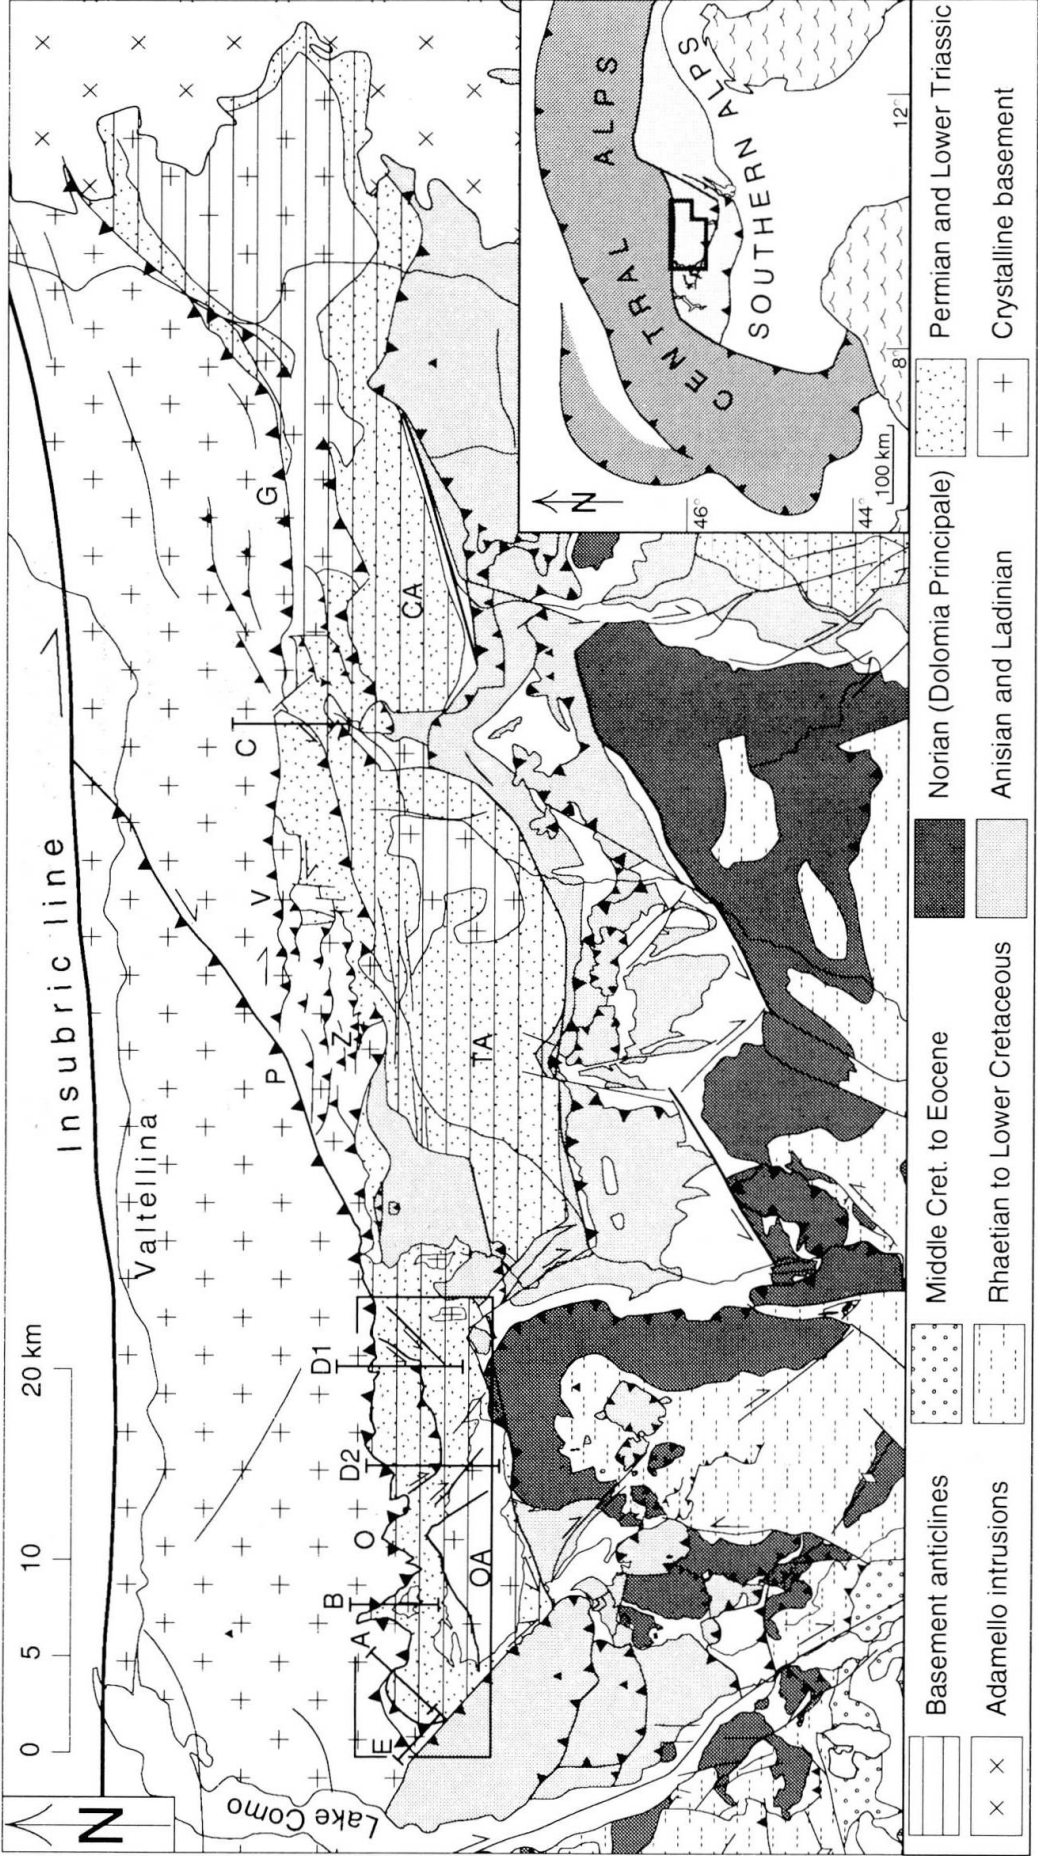 N
0 5 10 20 km
Insubric line
Valtellina
Lake Como
E
A
B
O
D2
D1
P
Z
V
C
G
OA
TA
CA
N
CENTRAL ALPS
SOUTHERN ALPS
46°
44°
8°
12°
100 km
Basement anticlines
Middle Cret. to Eocene
Norian (Dolomia Principale)
Permian and Lower Triassic
Adamello intrusions
Rhaetian to Lower Cretaceous
Anisian and Ladinian
Crystalline basement